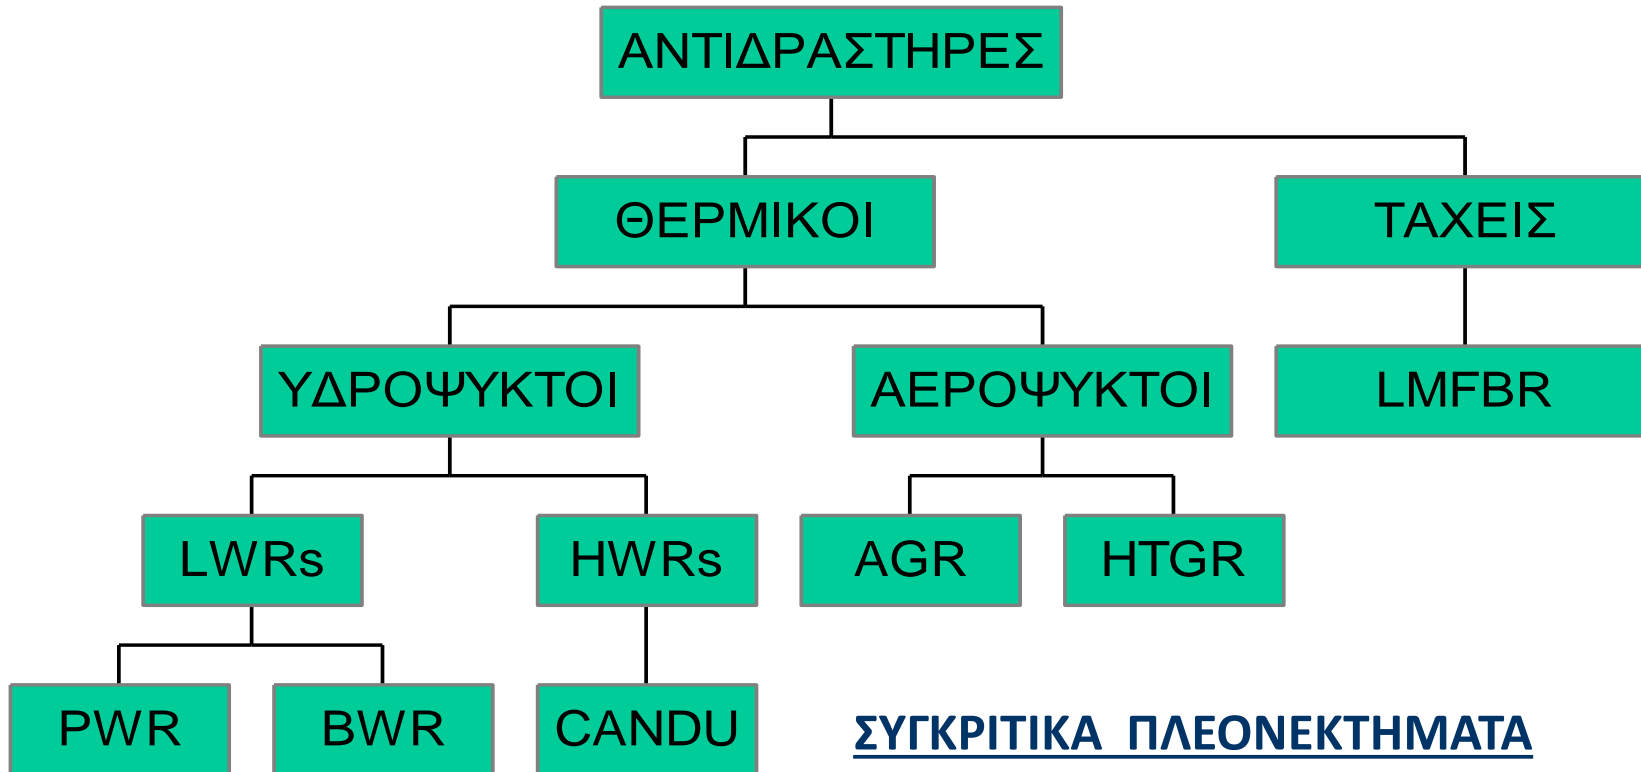 ΑΝΤΙΔΡΑΣΤΗΡΕΣ
ΘΕΡΜΙΚΟΙ
ΤΑΧΕΙΣ
ΥΔΡΟΨΥΚΤΟΙ
ΑΕΡΟΨΥΚΤΟΙ
LMFBR
LWRs
HWRs
AGR
HTGR
PWR
BWR
CANDU
ΣΥΓΚΡΙΤΙΚΑ ΠΛΕΟΝΕΚΤΗΜΑΤΑ